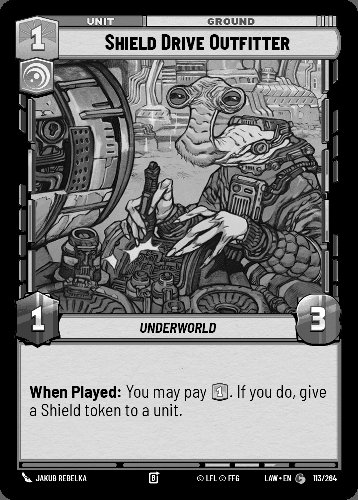 UNIT
GROUND
1
SHIELD DRIVE OUTFITTER
1
UNDERWORLD
3
When Played: You may pay 1. If you do, give
a Shield token to a unit.
JAKUB REBELKA
© LFL © FFG
LAW • EN
113/264